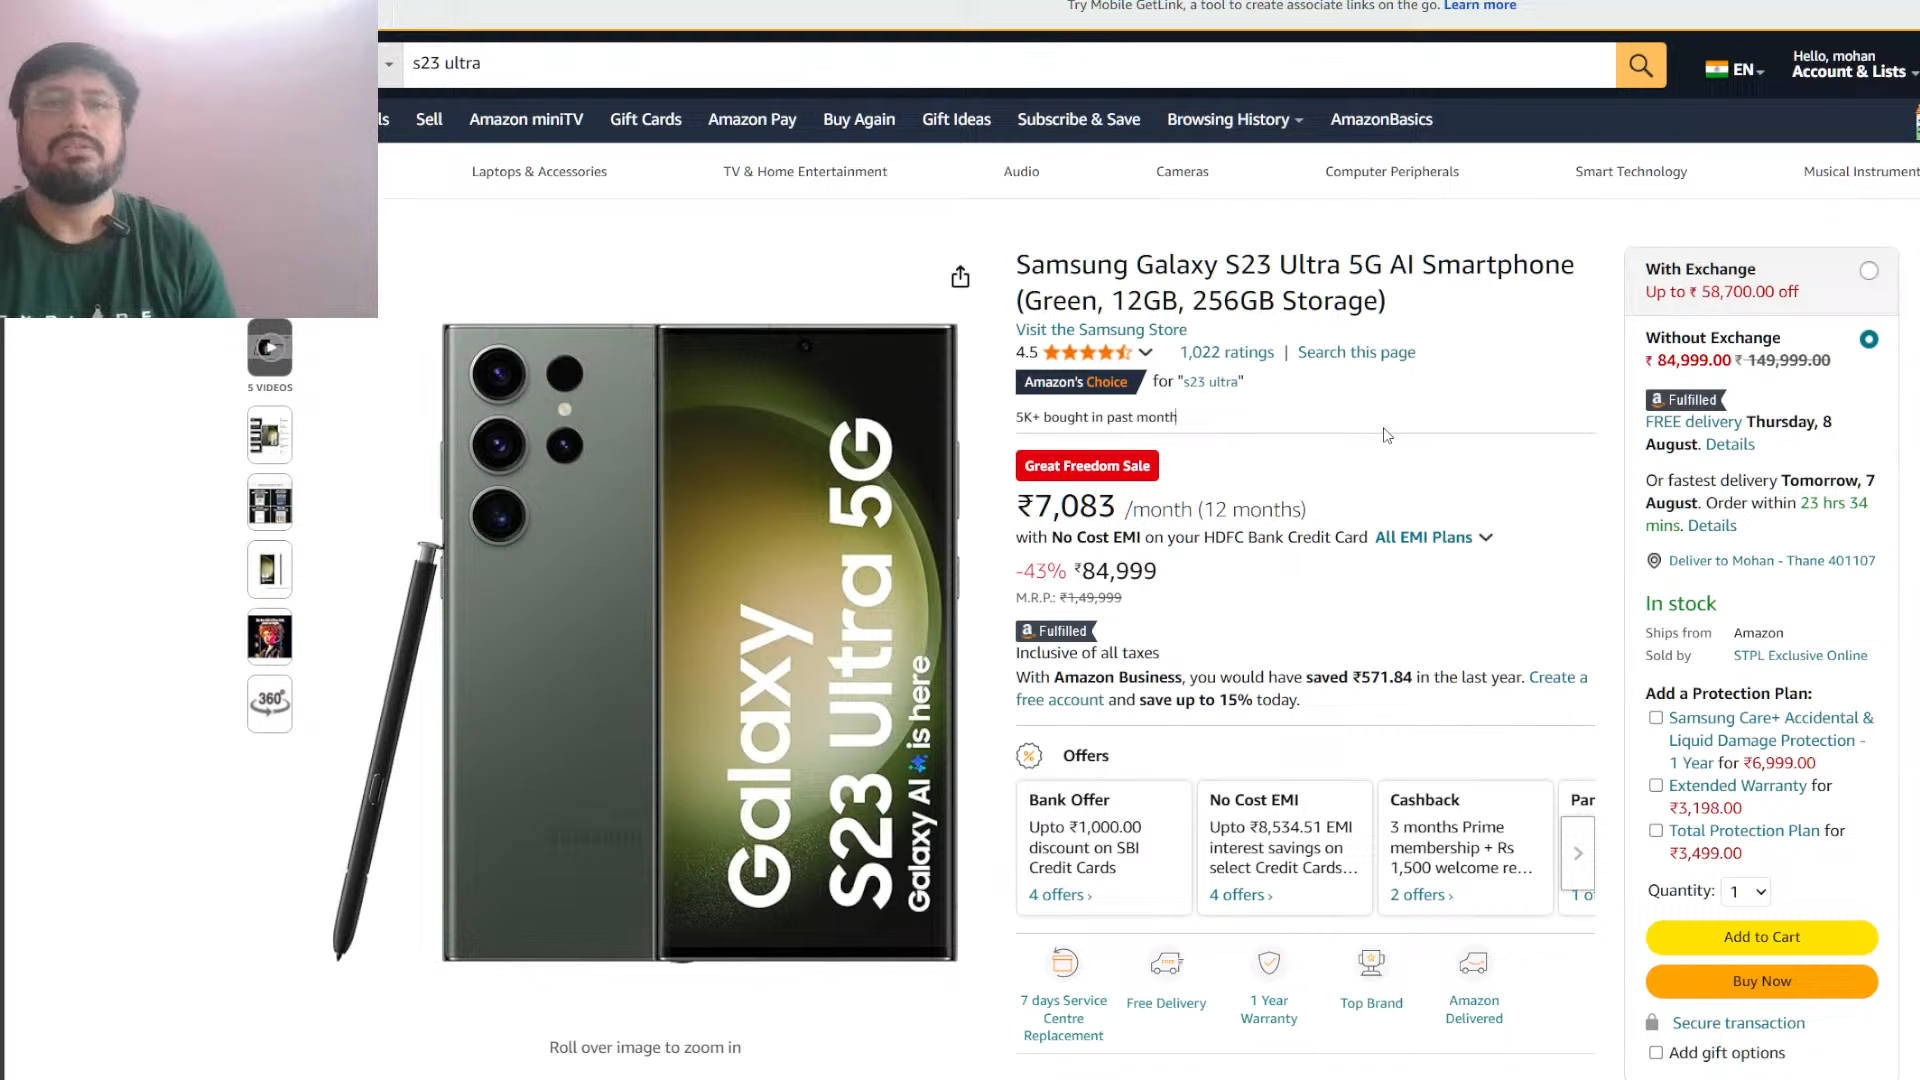 Try Mobile GetLink, a tool to create associate links on the go. Learn more
s23 ultra
EN
Hello, mohan
Account & Lists
ls Sell Amazon miniTV Gift Cards Amazon Pay Buy Again Gift Ideas Subscribe & Save Browsing History AmazonBasics
Laptops & Accessories TV & Home Entertainment Audio Cameras Computer Peripherals Smart Technology Musical Instrument
5 VIDEOS
360°
Galaxy
S23 Ultra 5G
Galaxy AI is here
Roll over image to zoom in
Samsung Galaxy S23 Ultra 5G AI Smartphone
(Green, 12GB, 256GB Storage)
Visit the Samsung Store
4.5 1,022 ratings | Search this page
Amazon's Choice for "s23 ultra"
5K+ bought in past month
Great Freedom Sale
₹7,083 /month (12 months)
with No Cost EMI on your HDFC Bank Credit Card All EMI Plans
-43% ₹84,999
M.R.P.: ₹1,49,999
a Fulfilled
Inclusive of all taxes
With Amazon Business, you would have saved ₹571.84 in the last year. Create a
free account and save up to 15% today.
Offers
Bank Offer
Upto ₹1,000.00
discount on SBI
Credit Cards
4 offers ›
No Cost EMI
Upto ₹8,534.51 EMI
interest savings on
select Credit Cards…
4 offers ›
Cashback
3 months Prime
membership + Rs
1,500 welcome re…
2 offers ›
Par
1 o
7 days Service
Centre
Replacement
FREE
Free Delivery
1 Year
Warranty
Top Brand
Amazon
Delivered
With Exchange
Up to ₹ 58,700.00 off
Without Exchange
₹ 84,999.00 ₹ 149,999.00
a Fulfilled
FREE delivery Thursday, 8
August. Details
Or fastest delivery Tomorrow, 7
August. Order within 23 hrs 34
mins. Details
Deliver to Mohan - Thane 401107
In stock
Ships from Amazon
Sold by STPL Exclusive Online
Add a Protection Plan:
Samsung Care+ Accidental &
Liquid Damage Protection -
1 Year for ₹6,999.00
Extended Warranty for
₹3,198.00
Total Protection Plan for
₹3,499.00
Quantity: 1
Add to Cart
Buy Now
Secure transaction
Add gift options